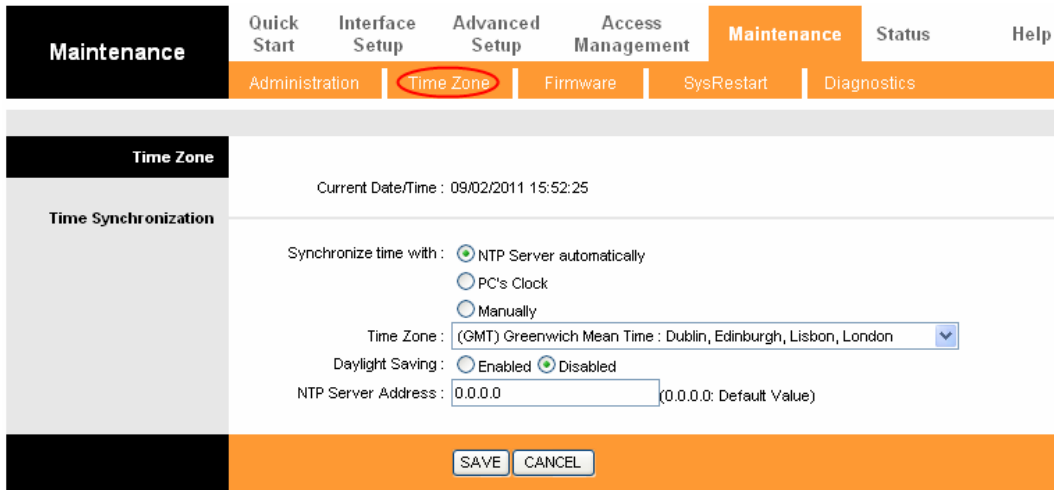 Maintenance
Quick Start
Interface Setup
Advanced Setup
Access Management
Maintenance
Status
Help
Administration
Time Zone
Firmware
SysRestart
Diagnostics
Time Zone
Current Date/Time : 09/02/2011 15:52:25
Time Synchronization
Synchronize time with : NTP Server automatically
PC's Clock
Manually
Time Zone : (GMT) Greenwich Mean Time : Dublin, Edinburgh, Lisbon, London
Daylight Saving : Enabled Disabled
NTP Server Address : 0.0.0.0 (0.0.0.0: Default Value)
SAVE CANCEL